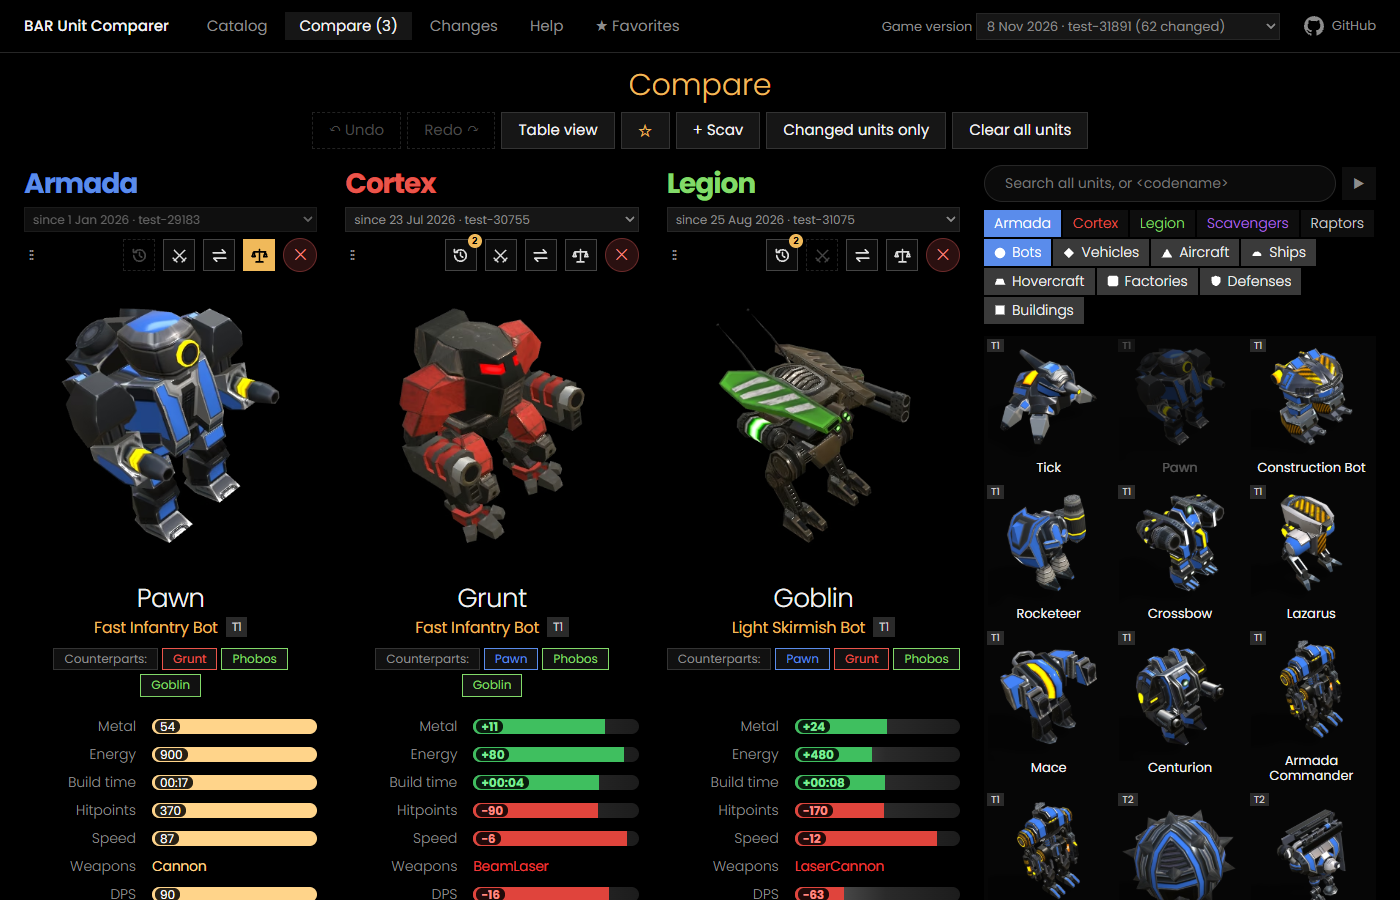 BAR Unit Comparer Catalog Compare (3) Changes Help ★ Favorites Game version 8 Nov 2026 · test-31891 (62 changed) GitHub
Compare
↶ Undo Redo ↷ Table view ☆ + Scav Changed units only Clear all units
Armada Cortex Legion
Search all units, or <codename>
since 1 Jan 2026 · test-29183 since 23 Jul 2026 · test-30755 since 25 Aug 2026 · test-31075
Armada Cortex Legion Scavengers Raptors
2 2
Bots Vehicles Aircraft Ships
Hovercraft Factories Defenses
Buildings
T1 T1 T1
Tick Pawn Construction Bot
T1 T1 T1
Rocketeer Crossbow Lazarus
T1 T1 T1
Mace Centurion Armada
Commander
T1 T2 T2
Pawn
Fast Infantry Bot T1
Counterparts: Grunt Phobos
Goblin
Metal 54
Energy 900
Build time 00:17
Hitpoints 370
Speed 87
Weapons Cannon
DPS 90
Grunt
Fast Infantry Bot T1
Counterparts: Pawn Phobos
Goblin
Metal +11
Energy +80
Build time +00:04
Hitpoints -90
Speed -6
Weapons BeamLaser
DPS -16
Goblin
Light Skirmish Bot T1
Counterparts: Pawn Grunt Phobos
Metal +24
Energy +480
Build time +00:08
Hitpoints -170
Speed -12
Weapons LaserCannon
DPS -63